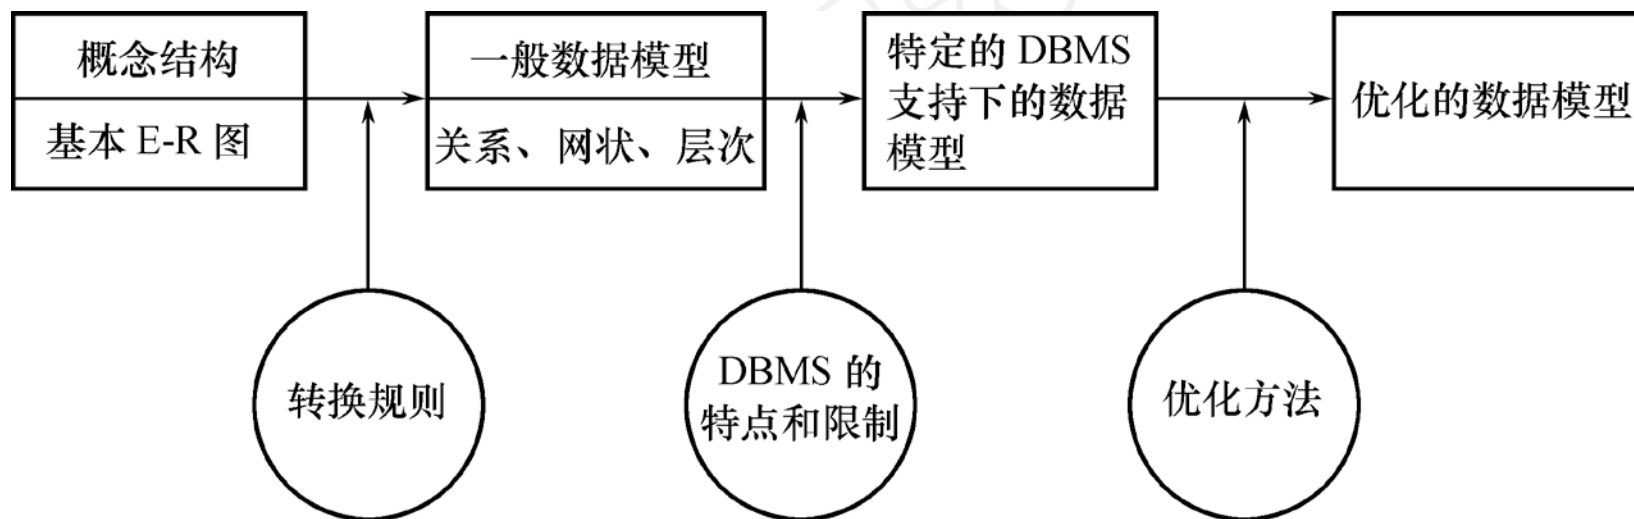 概念结构
基本 E-R 图
一般数据模型
关系、网状、层次
特定的 DBMS
支持下的数据
模型
优化的数据模型
转换规则
DBMS 的
特点和限制
优化方法